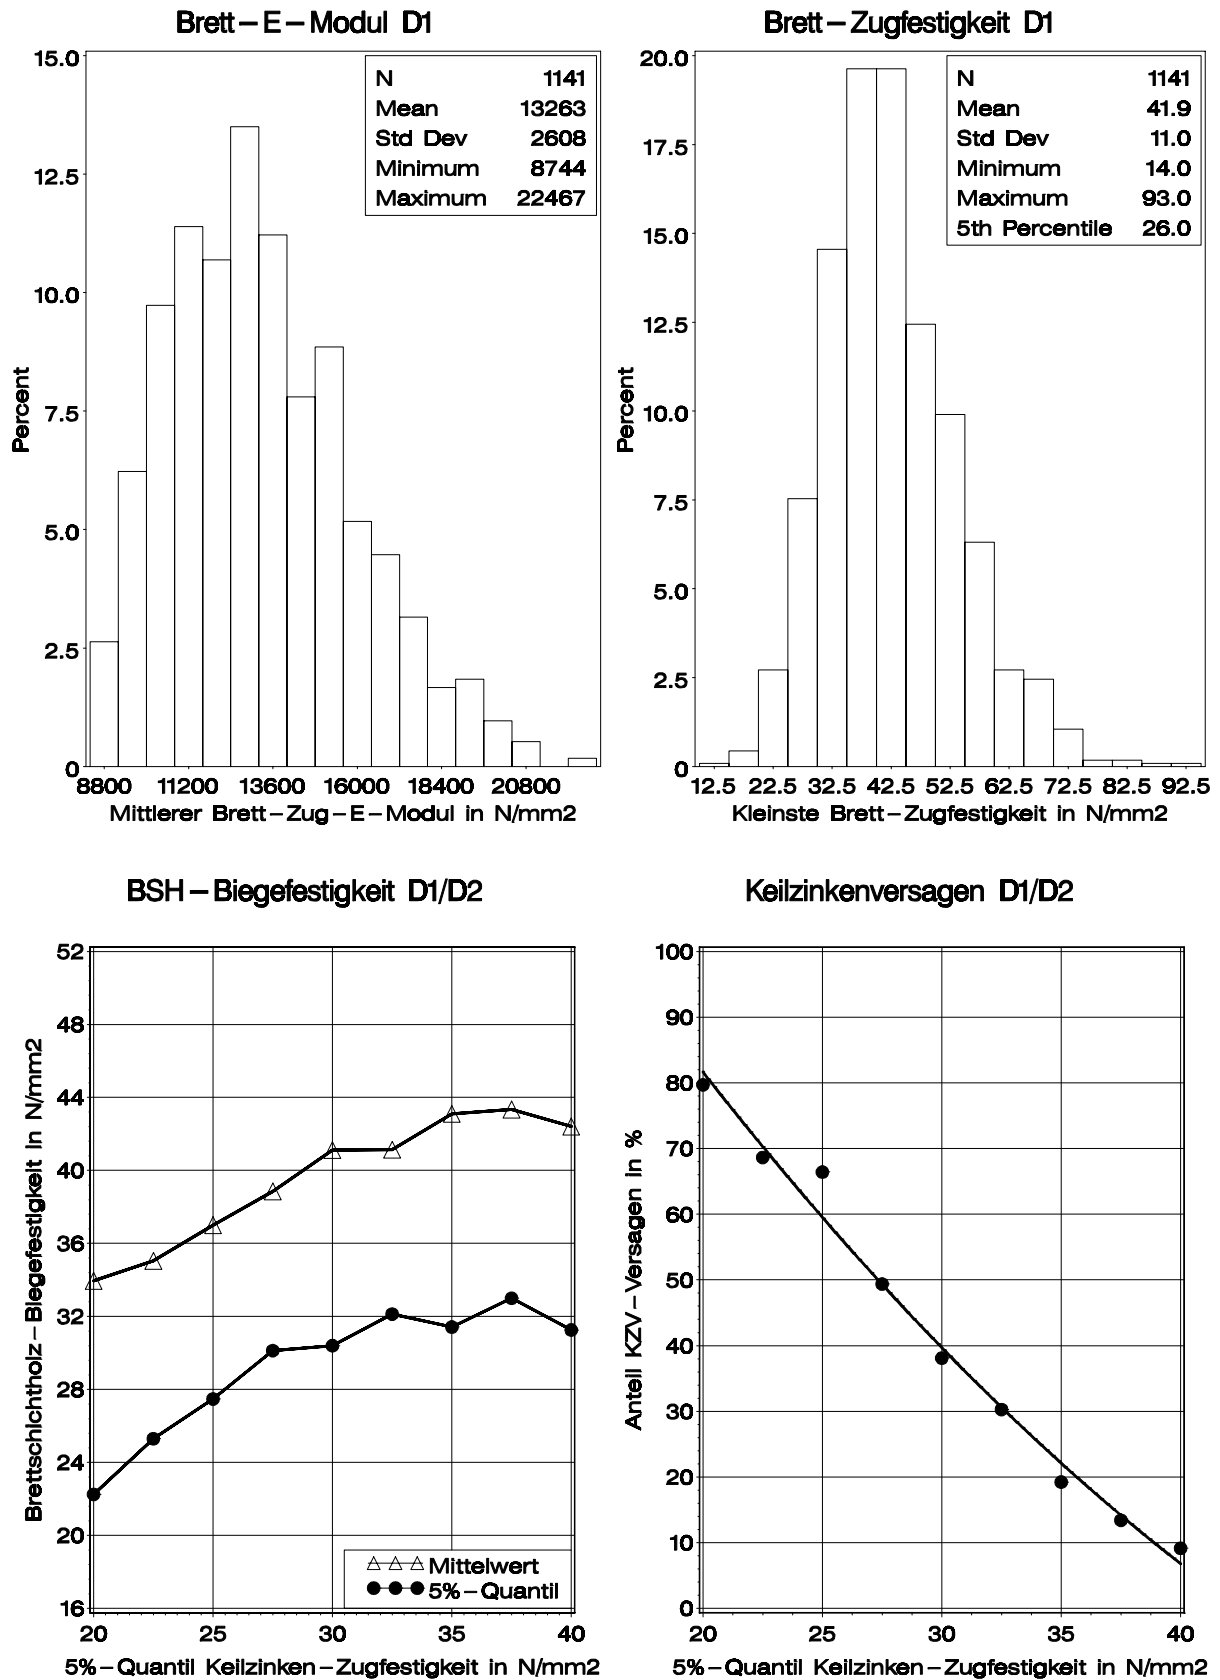 Brett-E-Modul D1
15.0
12.5
10.0
7.5
5.0
2.5
0
Percent
N 1141
Mean 13263
Std Dev 2608
Minimum 8744
Maximum 22467
8800 11200 13600 16000 18400 20800
Mittlerer Brett-Zug-E-Modul in N/mm2
Brett-Zugfestigkeit D1
20.0
17.5
15.0
12.5
10.0
7.5
5.0
2.5
0
Percent
N 1141
Mean 41.9
Std Dev 11.0
Minimum 14.0
Maximum 93.0
5th Percentile 26.0
12.5 22.5 32.5 42.5 52.5 62.5 72.5 82.5 92.5
Kleinste Brett-Zugfestigkeit in N/mm2
BSH-Biegefestigkeit D1/D2
52
48
44
40
36
32
28
24
20
16
Brettschichtholz-Biegefestigkeit in N/mm2
Mittelwert
5%-Quantil
20 25 30 35 40
5%-Quantil Keilzinken-Zugfestigkeit in N/mm2
Keilzinkenversagen D1/D2
100
90
80
70
60
50
40
30
20
10
0
Anteil KZV-Versagen in %
20 25 30 35 40
5%-Quantil Keilzinken-Zugfestigkeit in N/mm2